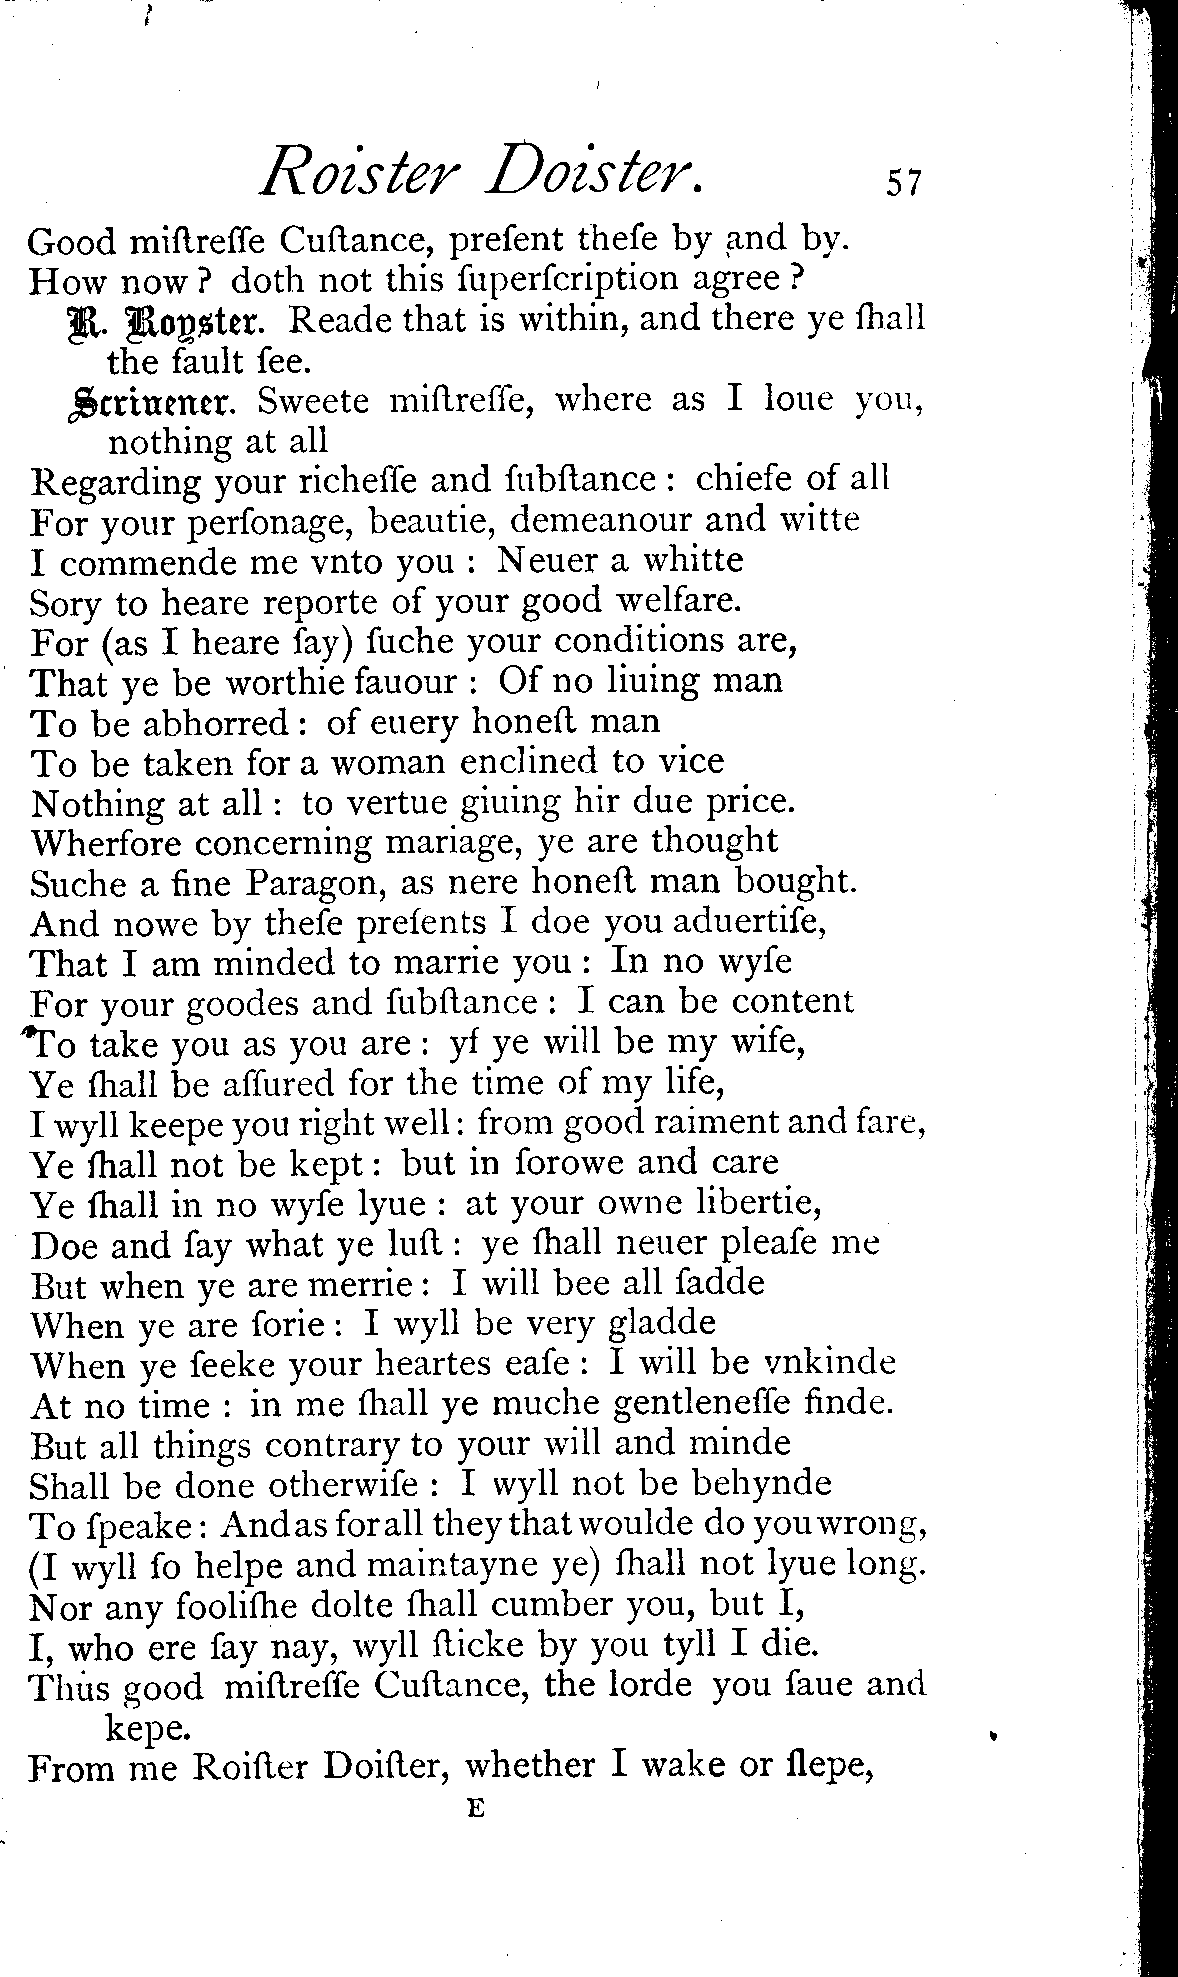 Roister Doister. 57
Good miſtreſſe Cuſtance, preſent theſe by and by.
How now ? doth not this ſuperſcription agree ?
R. Royster. Reade that is within, and there ye ſhall
the fault ſee.
Scriuener. Sweete miſtreſſe, where as I loue you,
nothing at all
Regarding your richeſſe and ſubſtance : chiefe of all
For your perſonage, beautie, demeanour and witte
I commende me vnto you : Neuer a whitte
Sory to heare reporte of your good welfare.
For (as I heare ſay) ſuche your conditions are,
That ye be worthie fauour : Of no liuing man
To be abhorred : of euery honeſt man
To be taken for a woman enclined to vice
Nothing at all : to vertue giuing hir due price.
Wherfore concerning mariage, ye are thought
Suche a fine Paragon, as nere honeſt man bought.
And nowe by theſe preſents I doe you aduertiſe,
That I am minded to marrie you : In no wyſe
For your goodes and ſubſtance : I can be content
To take you as you are : yf ye will be my wife,
Ye ſhall be aſſured for the time of my life,
I wyll keepe you right well : from good raiment and fare,
Ye ſhall not be kept : but in ſorowe and care
Ye ſhall in no wyſe lyue : at your owne libertie,
Doe and ſay what ye luſt : ye ſhall neuer pleaſe me
But when ye are merrie : I will bee all ſadde
When ye are ſorie : I wyll be very gladde
When ye ſeeke your heartes eaſe : I will be vnkinde
At no time : in me ſhall ye muche gentleneſſe finde.
But all things contrary to your will and minde
Shall be done otherwiſe : I wyll not be behynde
To ſpeake : And as for all they that woulde do you wrong,
(I wyll ſo helpe and maintayne ye) ſhall not lyue long.
Nor any fooliſhe dolte ſhall cumber you, but I,
I, who ere ſay nay, wyll ſticke by you tyll I die.
Thus good miſtreſſe Cuſtance, the lorde you ſaue and
kepe.
From me Roiſter Doiſter, whether I wake or ſlepe,
E